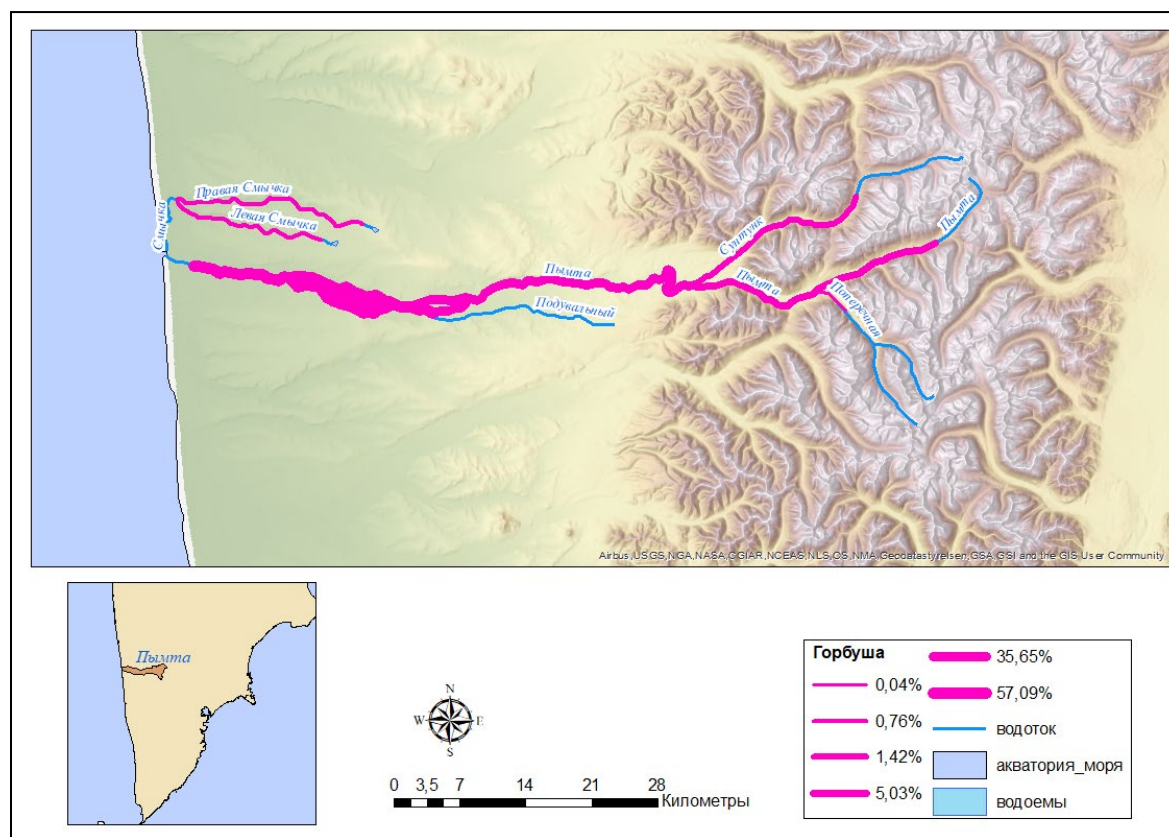 Правая Смычка
Левая Смычка
Смычка
Пымта
Подувальный
Сунтунк
Пымта
Пымта
Поперечная
Airbus,USGS,NGA,NASA,CGIAR,NCEAS,NLS,OS,NMA,Geodatastyrelsen,GSA,GSI and the GIS User Community
Пымта
N
W E
S
0 3,5 7 14 21 28
Километры
Горбуша
0,04%
0,76%
1,42%
5,03%
35,65%
57,09%
водоток
акватория_моря
водоемы